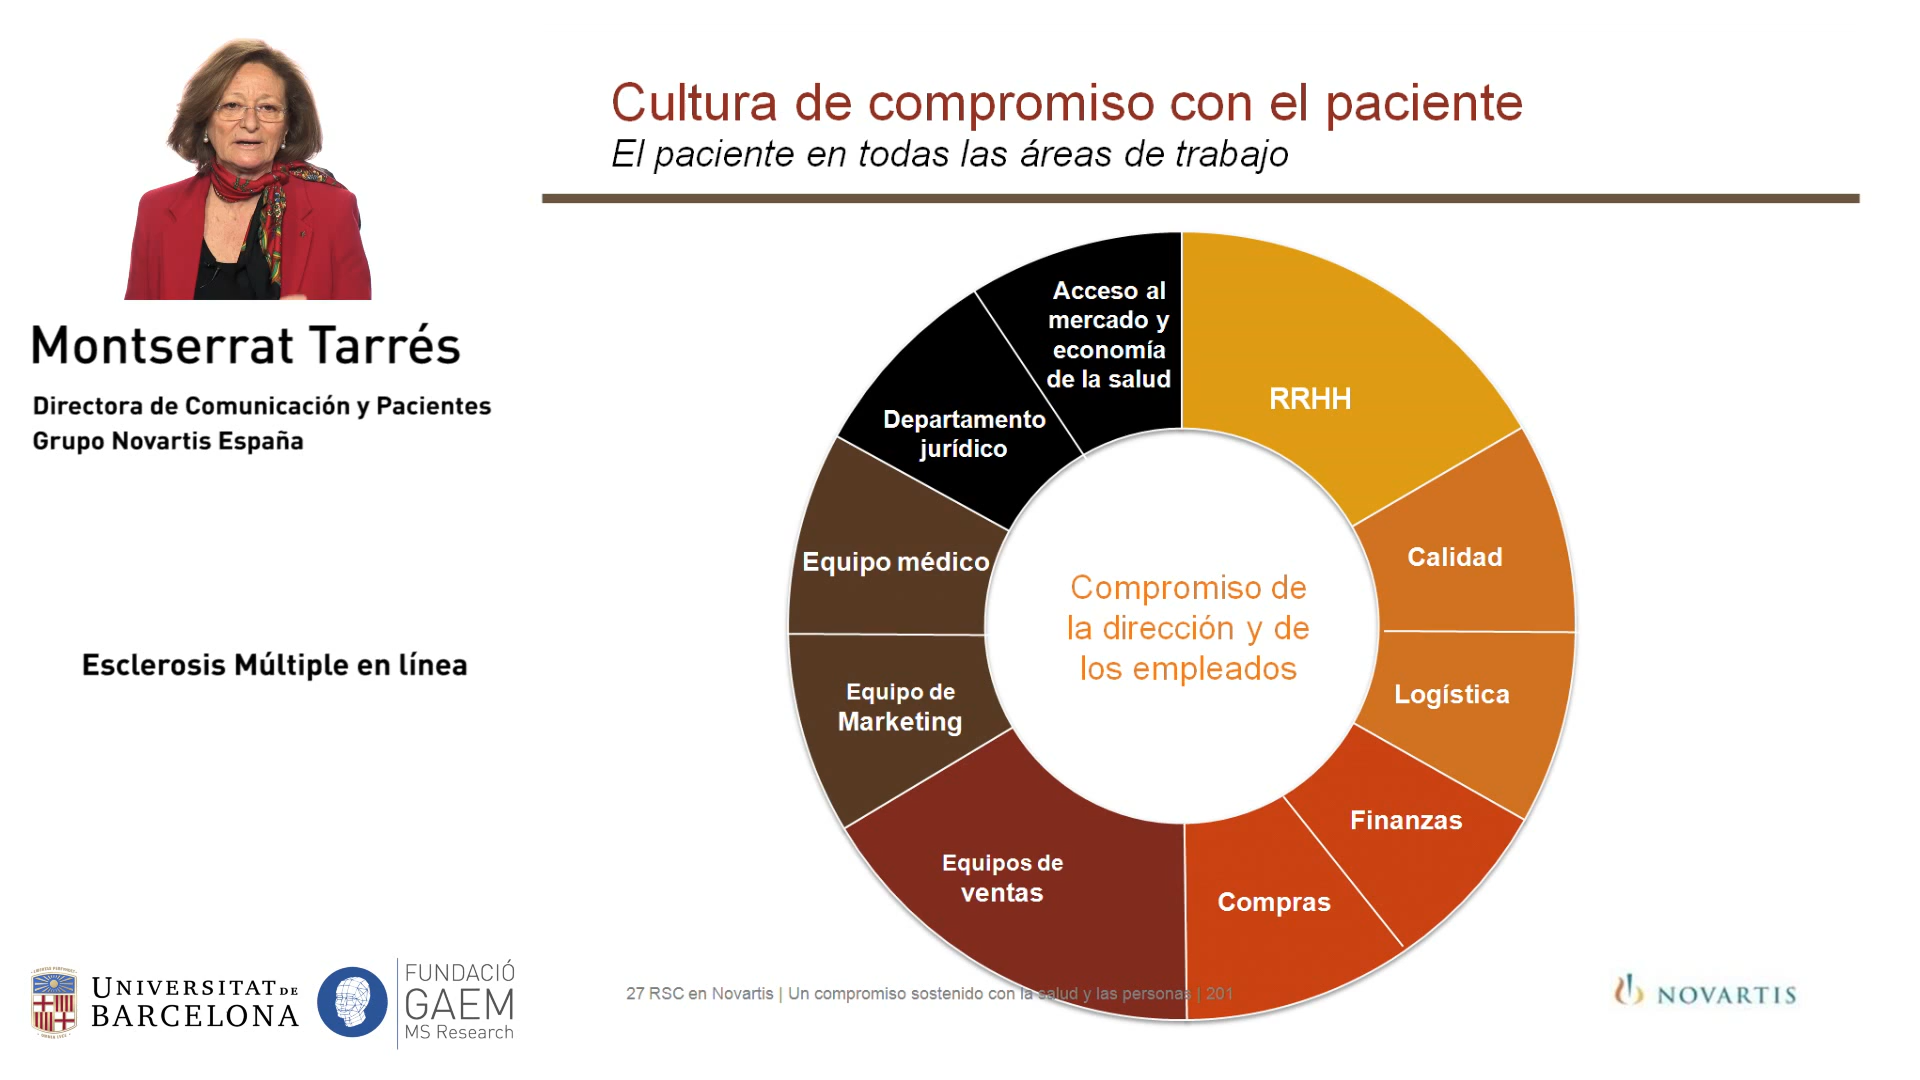 Cultura de compromiso con el paciente
El paciente en todas las áreas de trabajo
Montserrat Tarrés
Directora de Comunicación y Pacientes
Grupo Novartis España
Esclerosis Múltiple en línea
Acceso al
mercado y
economía
de la salud
RRHH
Departamento
jurídico
Calidad
Equipo médico
Compromiso de
la dirección y de
los empleados
Logística
Equipo de
Marketing
Finanzas
Equipos de
ventas
Compras
27 RSC en Novartis | Un compromiso sostenido con la salud y las personas | 201
UNIVERSITAT DE
BARCELONA
FUNDACIÓ
GAEM
MS Research
NOVARTIS